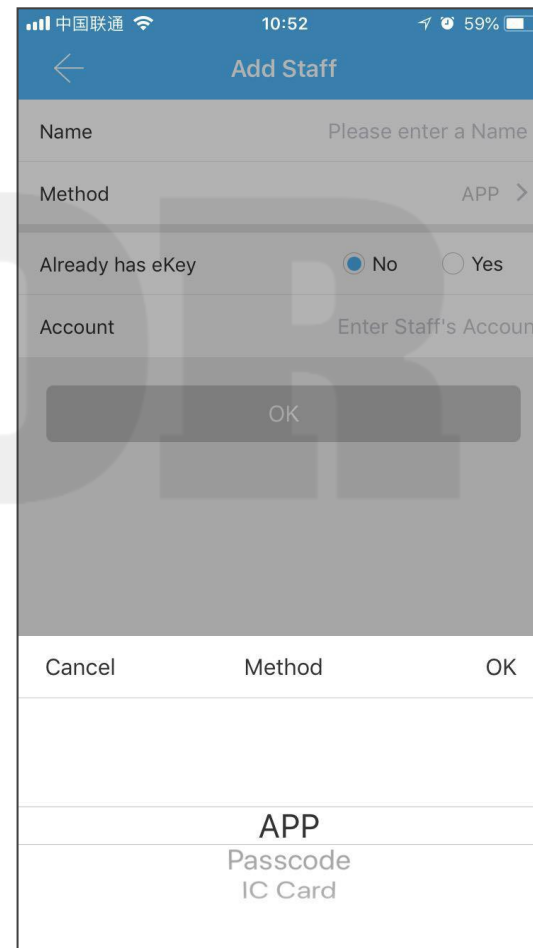 中国联通 10:52 59%
Add Staff
Name Please enter a Name
Method APP
Already has eKey No Yes
Account Enter Staff's Accoun
OK
Cancel Method OK
APP
Passcode
IC Card